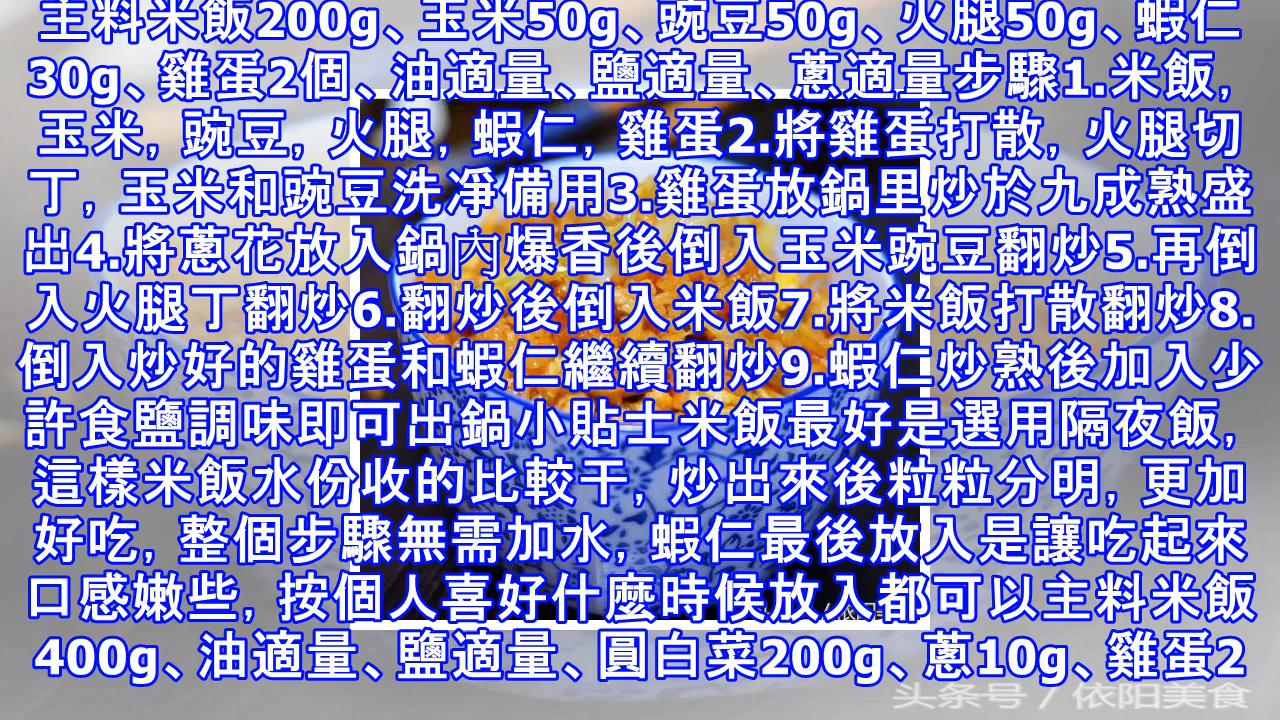 主料米飯200g、玉米50g、豌豆50g、火腿50g、蝦仁
30g、雞蛋2個、油適量、鹽適量、蔥適量步驟1.米飯,
玉米, 豌豆, 火腿, 蝦仁, 雞蛋2.將雞蛋打散, 火腿切
丁, 玉米和豌豆洗凈備用3.雞蛋放鍋里炒於九成熟盛
出4.將蔥花放入鍋內爆香後倒入玉米豌豆翻炒5.再倒
入火腿丁翻炒6.翻炒後倒入米飯7.將米飯打散翻炒8.
倒入炒好的雞蛋和蝦仁繼續翻炒9.蝦仁炒熟後加入少
許食鹽調味即可出鍋小貼士米飯最好是選用隔夜飯,
這樣米飯水份收的比較干, 炒出來後粒粒分明, 更加
好吃, 整個步驟無需加水, 蝦仁最後放入是讓吃起來
口感嫩些, 按個人喜好什麼時候放入都可以主料米飯
400g、油適量、鹽適量、圓白菜200g、蔥10g、雞蛋2
头条号 / 依阳美食